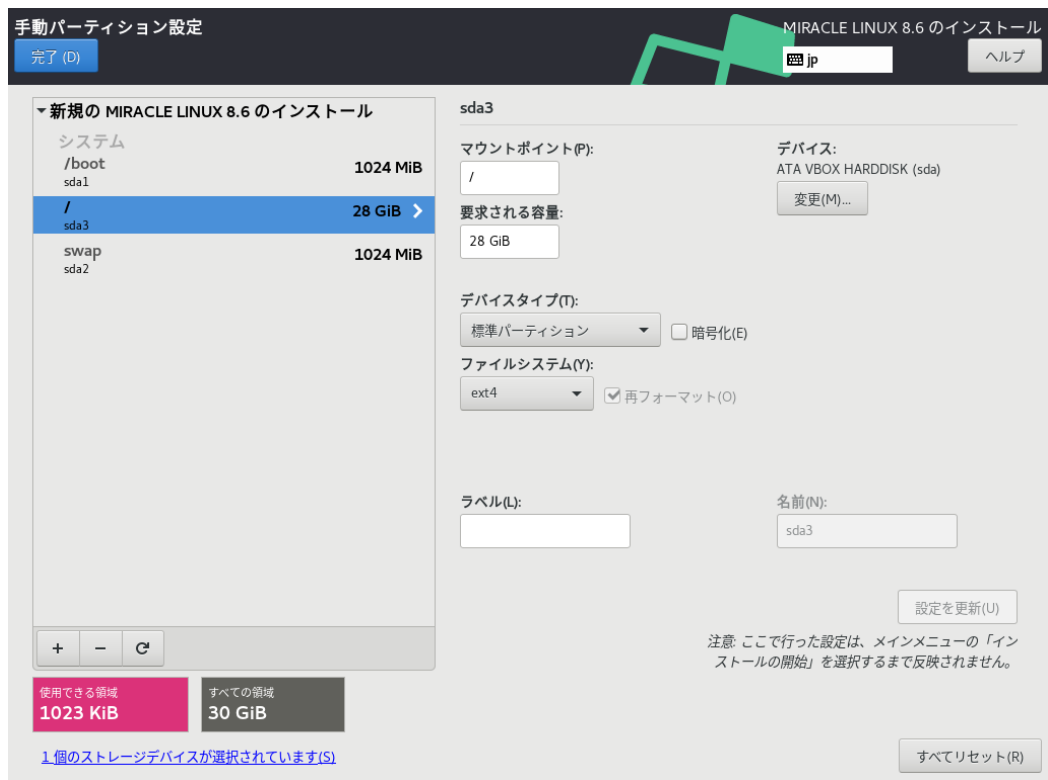 手動パーティション設定
MIRACLE LINUX 8.6 のインストール
完了 (D)
jp
ヘルプ
新規の MIRACLE LINUX 8.6 のインストール
システム
/boot
1024 MiB
sda1
/
28 GiB
sda3
swap
1024 MiB
sda2
sda3
マウントポイント(P):
/
デバイス:
ATA VBOX HARDDISK (sda)
変更(M)...
要求される容量:
28 GiB
デバイスタイプ(T):
標準パーティション
暗号化(E)
ファイルシステム(Y):
ext4
再フォーマット(O)
ラベル(L):
名前(N):
sda3
設定を更新(U)
注意: ここで行った設定は、メインメニューの「イン
ストールの開始」を選択するまで反映されません。
+ −
使用できる領域
1023 KiB
すべての領域
30 GiB
1 個のストレージデバイスが選択されています(S)
すべてリセット(R)